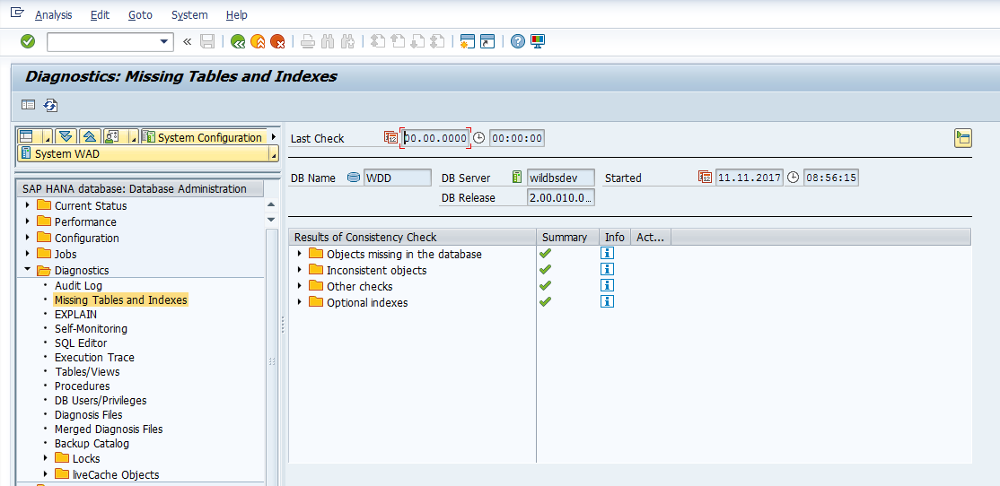 Analysis Edit Goto System Help
Diagnostics: Missing Tables and Indexes
System Configuration
System WAD
Last Check 00.00.0000 00:00:00
DB Name WDD DB Server wildbsdev Started 11.11.2017 08:56:15
DB Release 2.00.010.0...
SAP HANA database: Database Administration
Current Status
Performance
Configuration
Jobs
Diagnostics
Audit Log
Missing Tables and Indexes
EXPLAIN
Self-Monitoring
SQL Editor
Execution Trace
Tables/Views
Procedures
DB Users/Privileges
Diagnosis Files
Merged Diagnosis Files
Backup Catalog
Locks
liveCache Objects
Results of Consistency Check Summary Info Act...
Objects missing in the database
Inconsistent objects
Other checks
Optional indexes